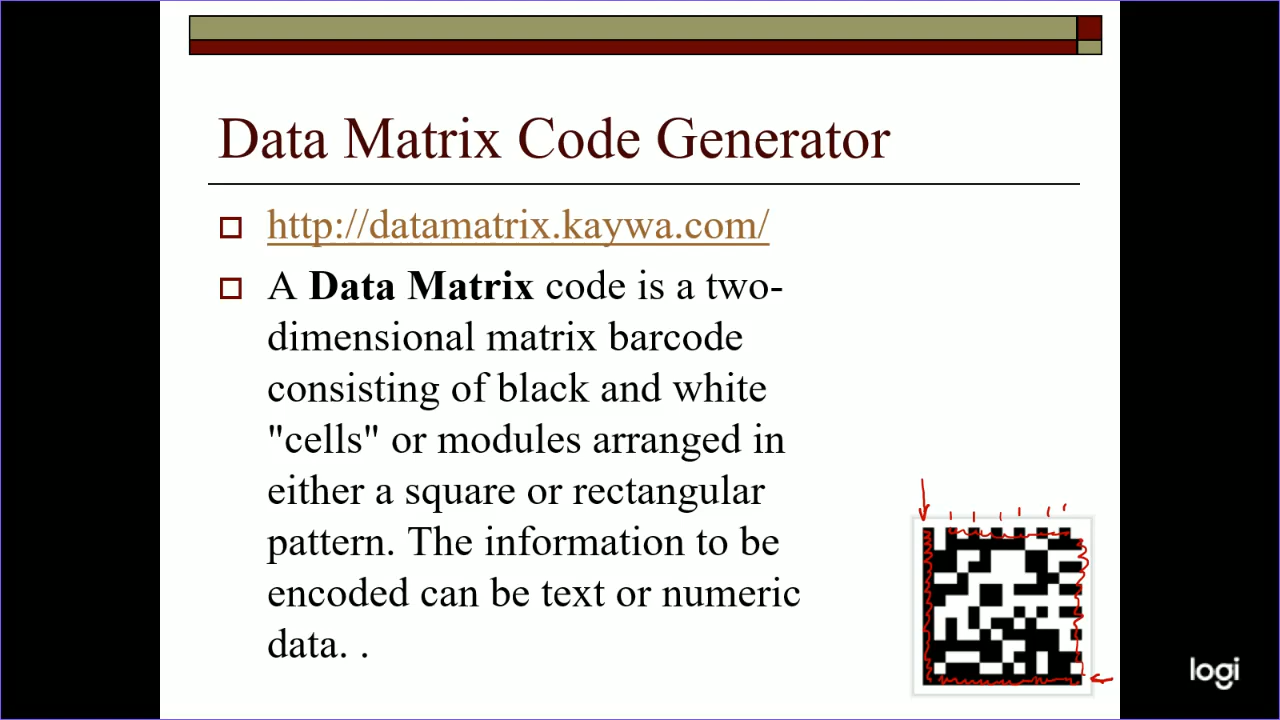 Data Matrix Code Generator
http://datamatrix.kaywa.com/
A Data Matrix code is a two-
dimensional matrix barcode
consisting of black and white
"cells" or modules arranged in
either a square or rectangular
pattern. The information to be
encoded can be text or numeric
data. .
logi